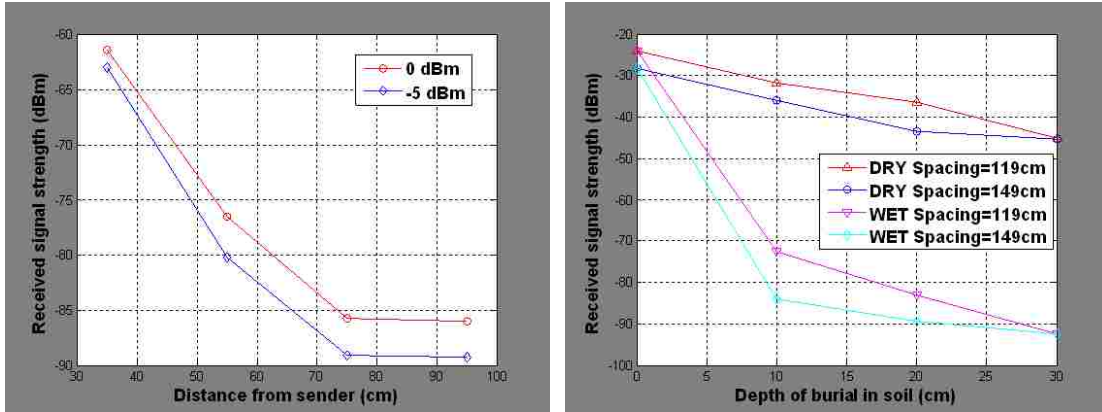 -60
-65
-70
-75
-80
-85
-90
30 40 50 60 70 80 90 100
Received signal strength (dBm)
Distance from sender (cm)
0 dBm
-5 dBm
-20
-30
-40
-50
-60
-70
-80
-90
-100
0 5 10 15 20 25 30
Received signal strength (dBm)
Depth of burial in soil (cm)
DRY Spacing=119cm
DRY Spacing=149cm
WET Spacing=119cm
WET Spacing=149cm